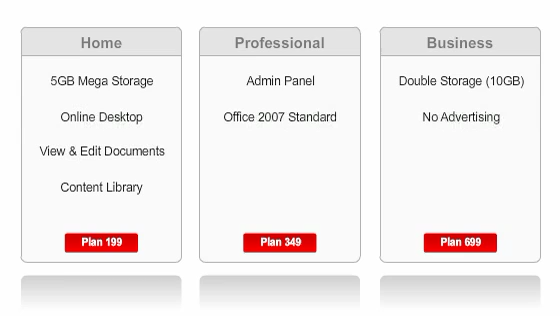 Home
5GB Mega Storage
Online Desktop
View & Edit Documents
Content Library
Plan 199
Professional
Admin Panel
Office 2007 Standard
Plan 349
Business
Double Storage (10GB)
No Advertising
Plan 699